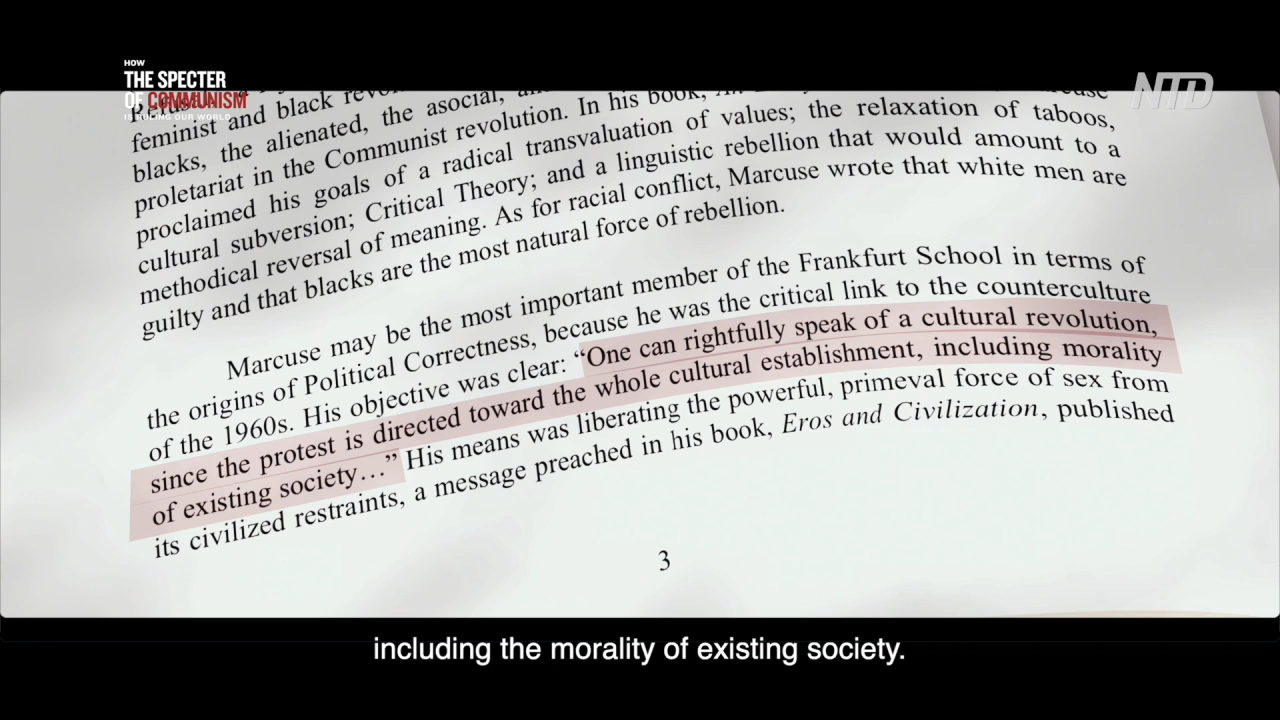 HOW
THE SPECTER
OF COMMUNISM
IS RULING OUR WORLD
NTD
feminist and black
blacks, the alienated, the asocial,
proletariat in the Communist revolution. In his book,
proclaimed his goals of a radical transvaluation of values; the relaxation of taboos,
cultural subversion; Critical Theory; and a linguistic rebellion that would amount to a
methodical reversal of meaning. As for racial conflict, Marcuse wrote that white men are
guilty and that blacks are the most natural force of rebellion.
Marcuse may be the most important member of the Frankfurt School in terms of
the origins of Political Correctness, because he was the critical link to the counterculture
of the 1960s. His objective was clear: “One can rightfully speak of a cultural revolution,
since the protest is directed toward the whole cultural establishment, including morality
of existing society…” His means was liberating the powerful, primeval force of sex from
its civilized restraints, a message preached in his book, Eros and Civilization, published
3
including the morality of existing society.